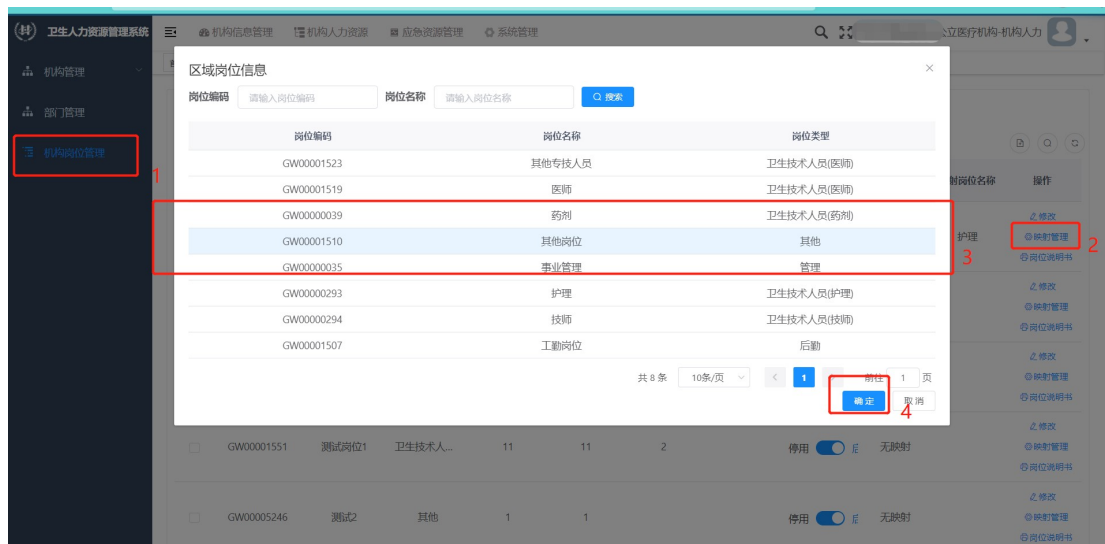 卫生人力资源管理系统 机构信息管理 机构人力资源 应急资源管理 系统管理 公立医疗机构-机构人力
机构管理
部门管理
机构岗位管理
1
区域岗位信息 ×
岗位编码 请输入岗位编码 岗位名称 请输入岗位名称 搜索
岗位编码 岗位名称 岗位类型
GW00001523 其他专技人员 卫生技术人员(医师)
GW00001519 医师 卫生技术人员(医师)
GW00000039 药剂 卫生技术人员(药剂)
GW00001510 其他岗位 其他
GW00000035 事业管理 管理
GW00000293 护理 卫生技术人员(护理)
GW00000294 技师 卫生技术人员(技师)
GW00001507 工勤岗位 后勤
共 8 条 10条/页 < 1 前往 1 页
确定 取消
4
射岗位名称 操作
修改
护理 映射管理 2
3 岗位说明书
修改
映射管理
岗位说明书
修改
映射管理
岗位说明书
修改
GW00001551 测试岗位1 卫生技术人... 11 11 2 停用 启 无映射 映射管理
岗位说明书
修改
GW00005246 测试2 其他 1 1 停用 启 无映射 映射管理
岗位说明书